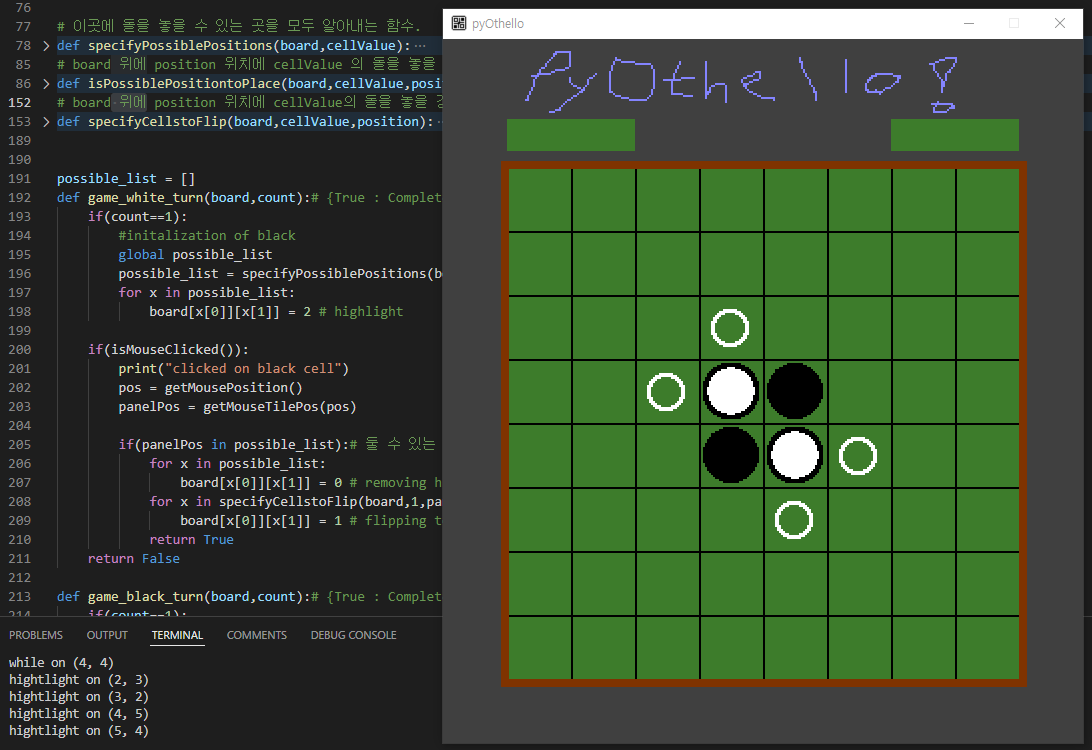 76
77 # 이곳에 돌을 놓을 수 있는 곳을 모두 알아내는 함수.
78 def specifyPossiblePositions(board,cellValue):…
85 # board 위에 position 위치에 cellValue 의 돌을 놓을
86 def isPossiblePositiontoPlace(board,cellValue,posi
152 # board 위에 position 위치에 cellValue의 돌을 놓을
153 def specifyCellstoFlip(board,cellValue,position):
189
190
191 possible_list = []
192 def game_white_turn(board,count):# {True : Complet
193 if(count==1):
194 #initalization of black
195 global possible_list
196 possible_list = specifyPossiblePositions(b
197 for x in possible_list:
198 board[x[0]][x[1]] = 2 # highlight
199
200 if(isMouseClicked()):
201 print("clicked on black cell")
202 pos = getMousePosition()
203 panelPos = getMouseTilePos(pos)
204
205 if(panelPos in possible_list):# 둘 수 있는
206 for x in possible_list:
207 board[x[0]][x[1]] = 0 # removing h
208 for x in specifyCellstoFlip(board,1,pa
209 board[x[0]][x[1]] = 1 # flipping t
210 return True
211 return False
212
213 def game_black_turn(board,count):# {True : Complet
214 if(count==1):
PROBLEMS OUTPUT TERMINAL COMMENTS DEBUG CONSOLE
while on (4, 4)
hightlight on (2, 3)
hightlight on (3, 2)
hightlight on (4, 5)
hightlight on (5, 4)
pyOthello
PyOthello!